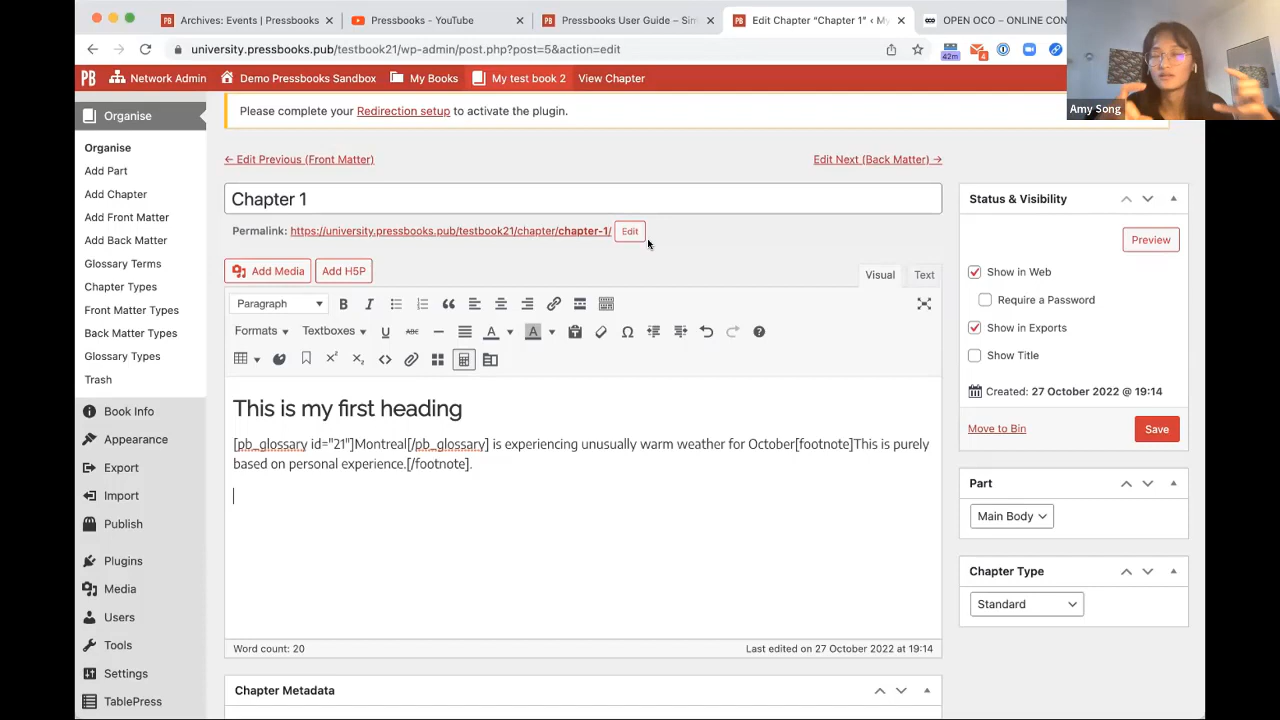 Archives: Events | Pressbooks
Pressbooks - YouTube
Pressbooks User Guide – Sim
Edit Chapter "Chapter 1" ‹ My
OPEN OCO – ONLINE CON
university.pressbooks.pub/testbook21/wp-admin/post.php?post=5&action=edit
42m
4
PB
Network Admin
Demo Pressbooks Sandbox
My Books
My test book 2
View Chapter
Amy Song
Organise
Organise
Add Part
Add Chapter
Add Front Matter
Add Back Matter
Glossary Terms
Chapter Types
Front Matter Types
Back Matter Types
Glossary Types
Trash
Book Info
Appearance
Export
Import
Publish
Plugins
Media
Users
Tools
Settings
TablePress
Please complete your Redirection setup to activate the plugin.
← Edit Previous (Front Matter)
Edit Next (Back Matter) →
Chapter 1
Permalink: https://university.pressbooks.pub/testbook21/chapter/chapter-1/ Edit
Add Media
Add H5P
Visual
Text
Paragraph
B
I
Formats
Textboxes
U
ABC
A
A
This is my first heading
[pb_glossary id="21"]Montreal[/pb_glossary] is experiencing unusually warm weather for October[footnote]This is purely
based on personal experience.[/footnote].
Word count: 20
Last edited on 27 October 2022 at 19:14
Chapter Metadata
Status & Visibility
Preview
Show in Web
Require a Password
Show in Exports
Show Title
Created: 27 October 2022 @ 19:14
Move to Bin
Save
Part
Main Body
Chapter Type
Standard